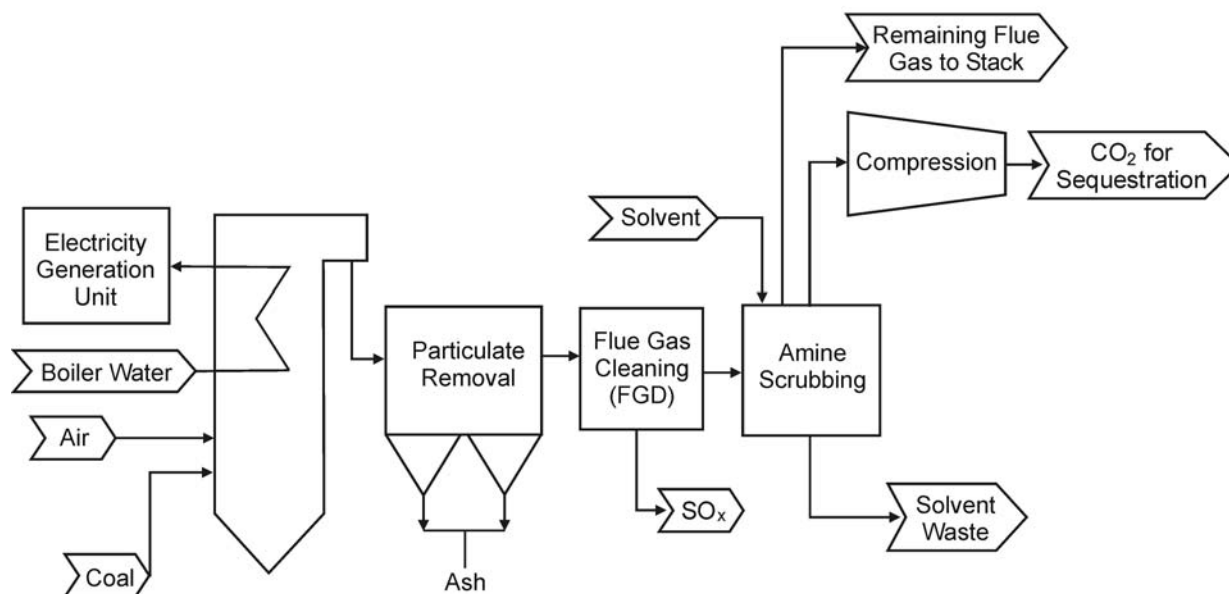 Remaining Flue
Gas to Stack
Compression
CO₂ for
Sequestration
Solvent
Electricity
Generation
Unit
Boiler Water
Air
Coal
Particulate
Removal
Ash
Flue Gas
Cleaning
(FGD)
SOₓ
Amine
Scrubbing
Solvent
Waste